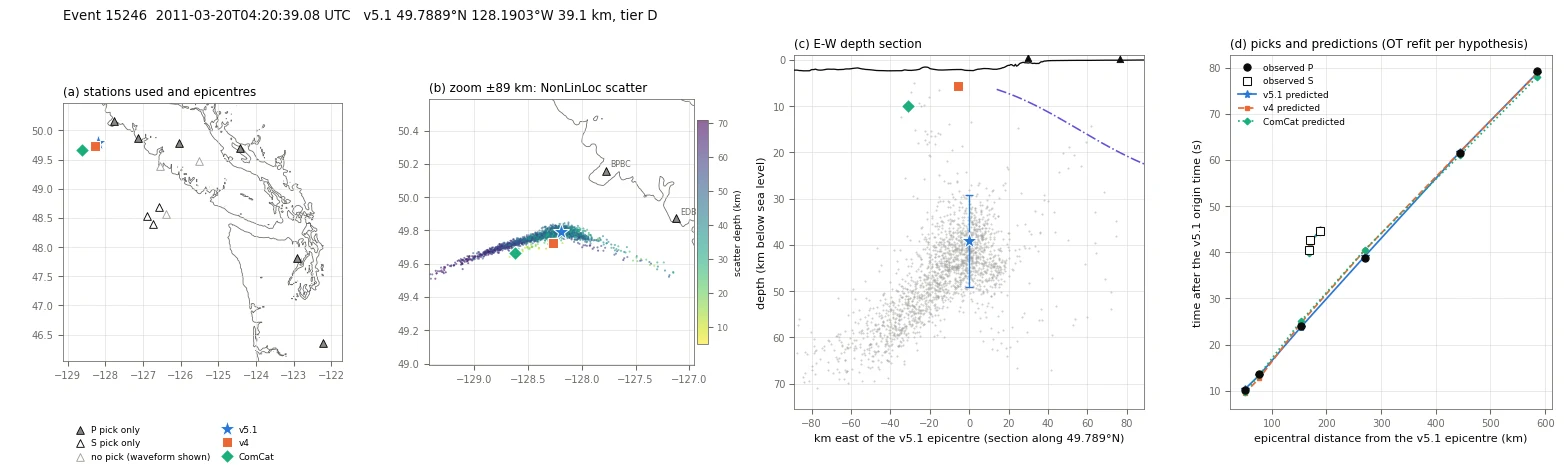 Event 15246  2011-03-20T04:20:39.08 UTC   v5.1 49.7889°N 128.1903°W 39.1 km, tier D
(a) stations used and epicentres
50.0
49.5
49.0
48.5
48.0
47.5
47.0
46.5
−129
−128
−127
−126
−125
−124
−123
−122
P pick only
S pick only
no pick (waveform shown)
v5.1
v4
ComCat
(b) zoom ±89 km: NonLinLoc scatter
50.4
50.2
50.0
49.8
49.6
49.4
49.2
49.0
−129.0
−128.5
−128.0
−127.5
−127.0
BPBC
EDB
70
60
50
40
30
20
10
scatter depth (km)
(c) E-W depth section
0
10
20
30
40
50
60
70
depth (km below sea level)
−80
−60
−40
−20
0
20
40
60
80
km east of the v5.1 epicentre (section along 49.789°N)
(d) picks and predictions (OT refit per hypothesis)
observed P
observed S
v5.1 predicted
v4 predicted
ComCat predicted
80
70
60
50
40
30
20
10
time after the v5.1 origin time (s)
100
200
300
400
500
600
epicentral distance from the v5.1 epicentre (km)